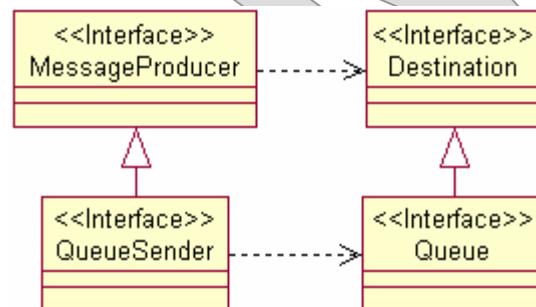 <<Interface>>
MessageProducer
<<Interface>>
Destination
<<Interface>>
QueueSender
<<Interface>>
Queue